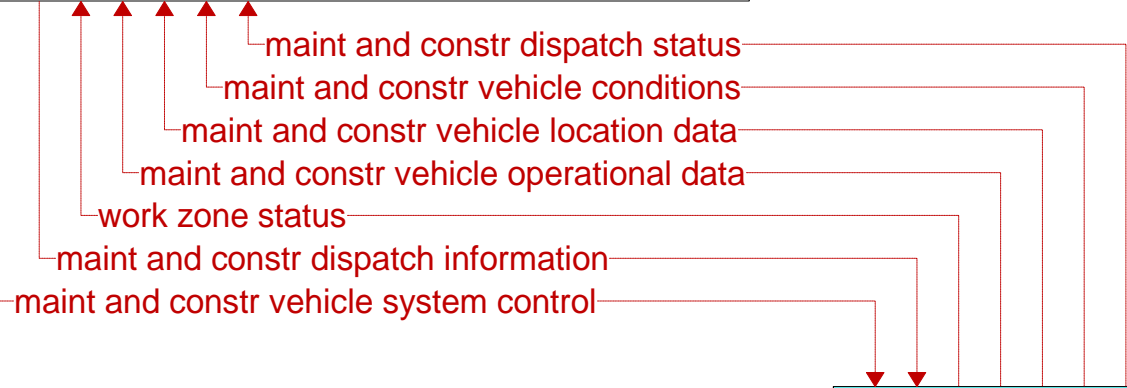 maint and constr dispatch status
maint and constr vehicle conditions
maint and constr vehicle location data
maint and constr vehicle operational data
work zone status
maint and constr dispatch information
maint and constr vehicle system control